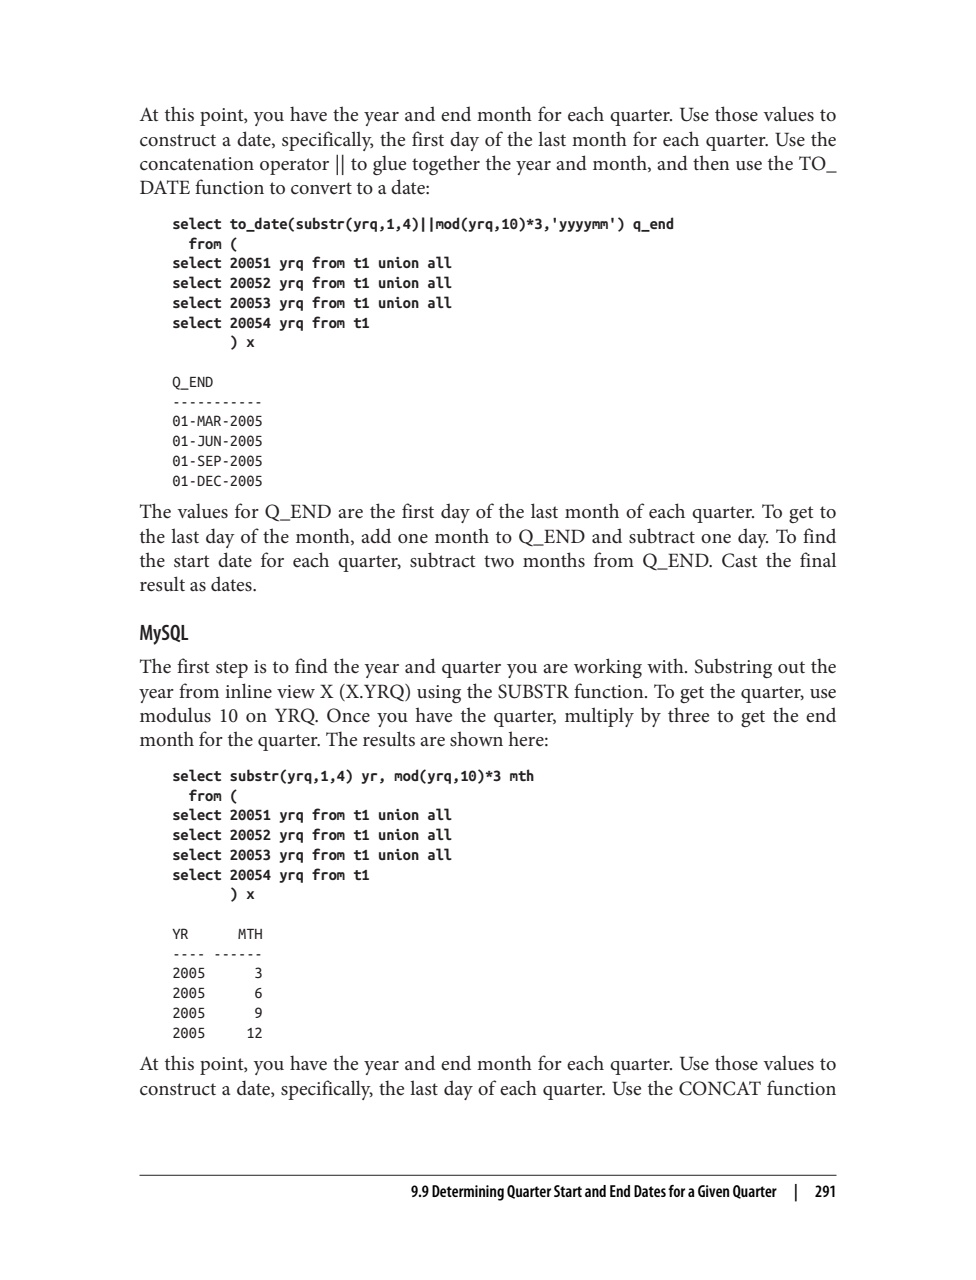 At this point, you have the year and end month for each quarter. Use those values to
construct a date, specifically, the first day of the last month for each quarter. Use the
concatenation operator || to glue together the year and month, and then use the TO_
DATE function to convert to a date:
select to_date(substr(yrq,1,4)||mod(yrq,10)*3,'yyyymm') q_end
  from (
select 20051 yrq from t1 union all
select 20052 yrq from t1 union all
select 20053 yrq from t1 union all
select 20054 yrq from t1
       ) x
Q_END
-----------
01-MAR-2005
01-JUN-2005
01-SEP-2005
01-DEC-2005
The values for Q_END are the first day of the last month of each quarter. To get to
the last day of the month, add one month to Q_END and subtract one day. To find
the start date for each quarter, subtract two months from Q_END. Cast the final
result as dates.
MySQL
The first step is to find the year and quarter you are working with. Substring out the
year from inline view X (X.YRQ) using the SUBSTR function. To get the quarter, use
modulus 10 on YRQ. Once you have the quarter, multiply by three to get the end
month for the quarter. The results are shown here:
select substr(yrq,1,4) yr, mod(yrq,10)*3 mth
  from (
select 20051 yrq from t1 union all
select 20052 yrq from t1 union all
select 20053 yrq from t1 union all
select 20054 yrq from t1
       ) x
YR      MTH
---- ------
2005      3
2005      6
2005      9
2005     12
At this point, you have the year and end month for each quarter. Use those values to
construct a date, specifically, the last day of each quarter. Use the CONCAT function
9.9 Determining Quarter Start and End Dates for a Given Quarter | 291